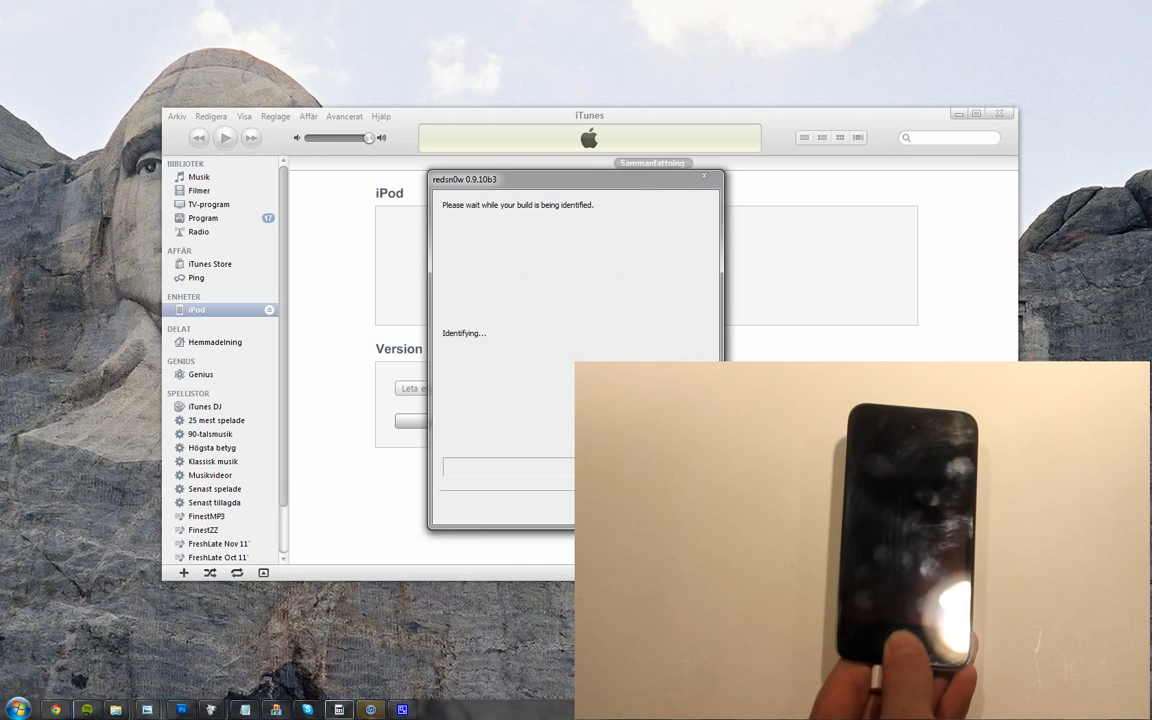 Arkiv Redigera Visa Reglage Affär Avancerat Hjälp
iTunes
BIBLIOTEK
Musik
Filmer
TV-program
Program 17
Radio
AFFÄR
iTunes Store
Ping
ENHETER
iPod
DELAT
Hemmadelning
GENIUS
Genius
SPELLISTOR
iTunes DJ
25 mest spelade
90-talsmusik
Högsta betyg
Klassisk musik
Musikvideor
Senast spelade
Senast tillagda
FinestMP3
FinestZZ
FreshLate Nov 11'
FreshLate Oct 11'
Sammanfattning
iPod
Version
Leta e
redsn0w 0.9.10b3
x
Please wait while your build is being identified.
Identifying...